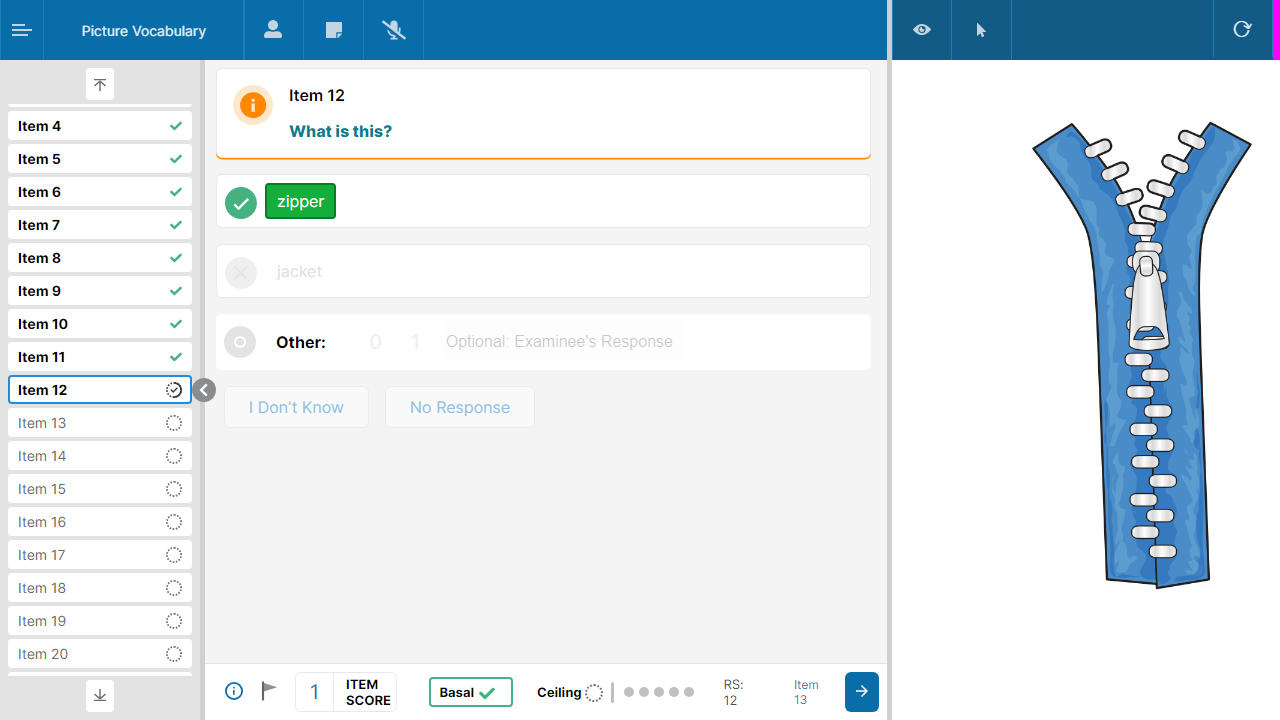 Picture Vocabulary
Item 4
Item 5
Item 6
Item 7
Item 8
Item 9
Item 10
Item 11
Item 12
Item 13
Item 14
Item 15
Item 16
Item 17
Item 18
Item 19
Item 20
Item 12
What is this?
zipper
jacket
Other: 0 1 Optional: Examinee's Response
I Don't Know No Response
1 ITEM SCORE
Basal
Ceiling
RS: 12
Item 13